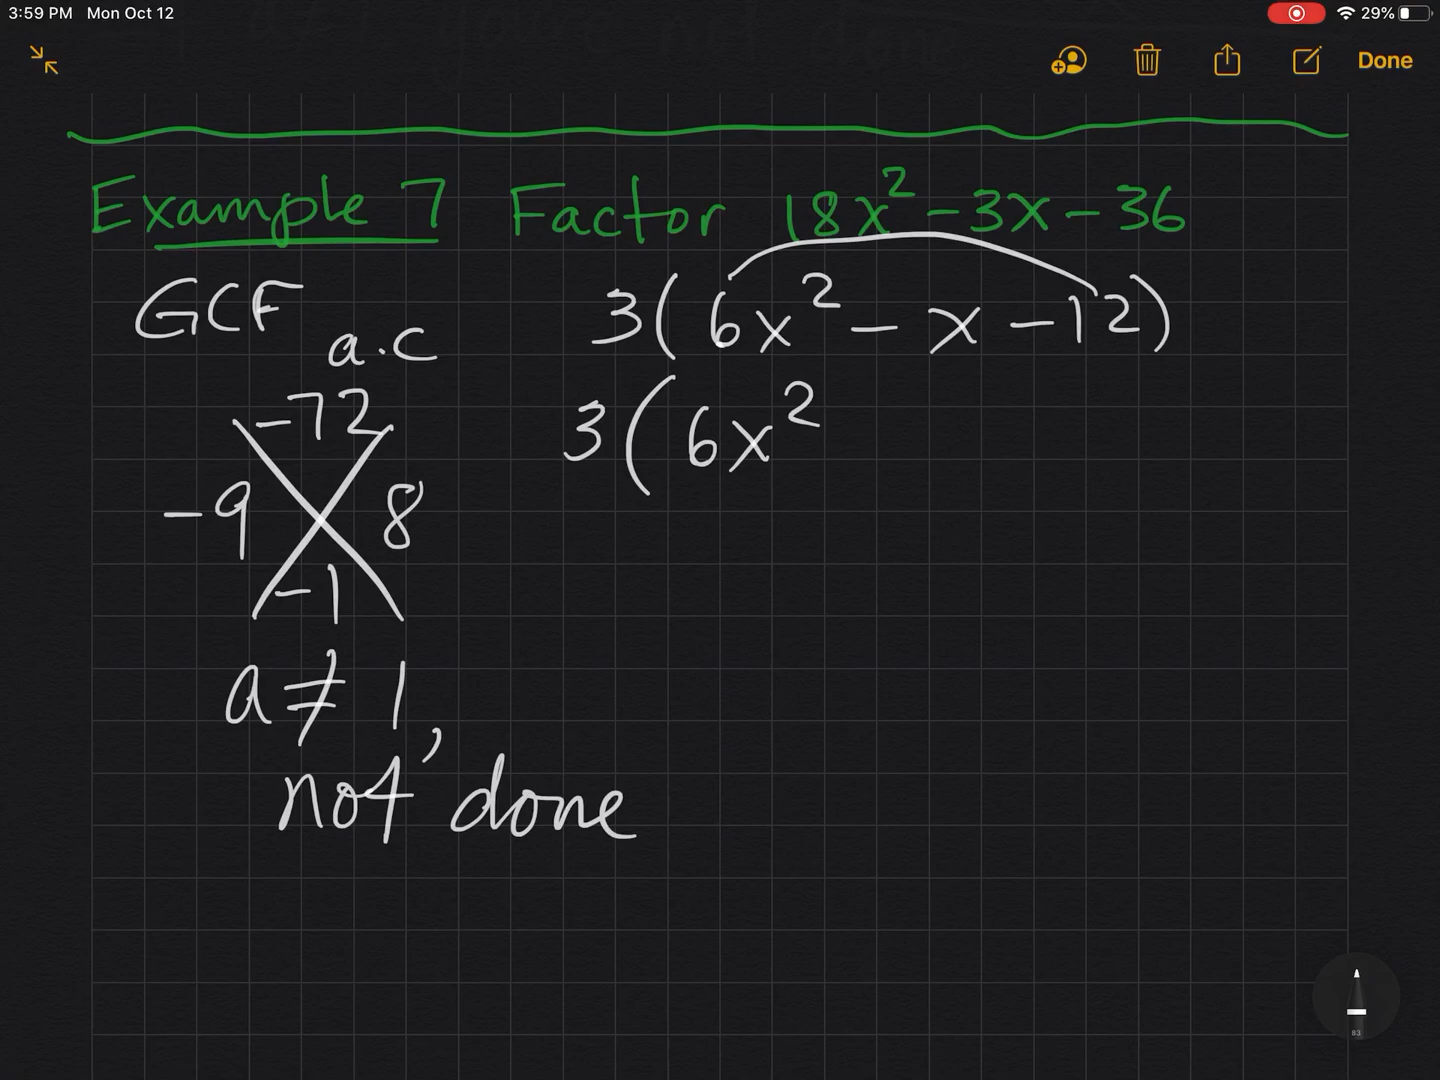 3:59 PM Mon Oct 12 29%
Done
Example 7 Factor 18x² - 3x - 36
GCF 3(6x² - x - 12)
a·c
-72 3(6x²
-9 8
-1
a ≠ 1,
not done
83